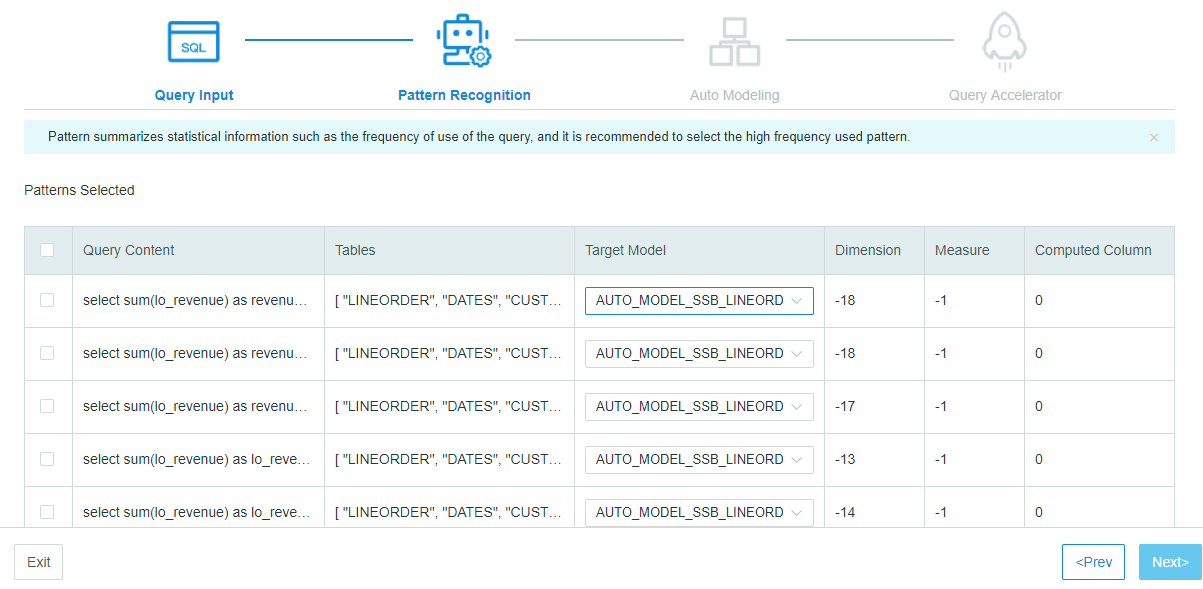 SQL
Query Input Pattern Recognition Auto Modeling Query Accelerator
Pattern summarizes statistical information such as the frequency of use of the query, and it is recommended to select the high frequency used pattern. ×
Patterns Selected
Query Content Tables Target Model Dimension Measure Computed Column
select sum(lo_revenue) as revenu... [ "LINEORDER", "DATES", "CUST... AUTO_MODEL_SSB_LINEORD -18 -1 0
select sum(lo_revenue) as revenu... [ "LINEORDER", "DATES", "CUST... AUTO_MODEL_SSB_LINEORD -18 -1 0
select sum(lo_revenue) as revenu... [ "LINEORDER", "DATES", "CUST... AUTO_MODEL_SSB_LINEORD -17 -1 0
select sum(lo_revenue) as lo_reve... [ "LINEORDER", "DATES", "CUST... AUTO_MODEL_SSB_LINEORD -13 -1 0
select sum(lo_revenue) as lo_reve... [ "LINEORDER", "DATES", "CUST... AUTO_MODEL_SSB_LINEORD -14 -1 0
Exit <Prev Next>